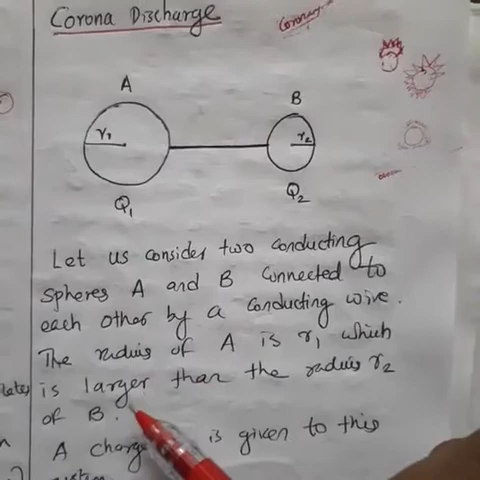 Corona Discharge
Corona
A
B
r1
r2
Q1
Q2
Let us consider two conducting
spheres A and B connected to
each other by a conducting wire.
The radius of A is r1 which
is larger than the radius r2
of B.
A charge is given to this